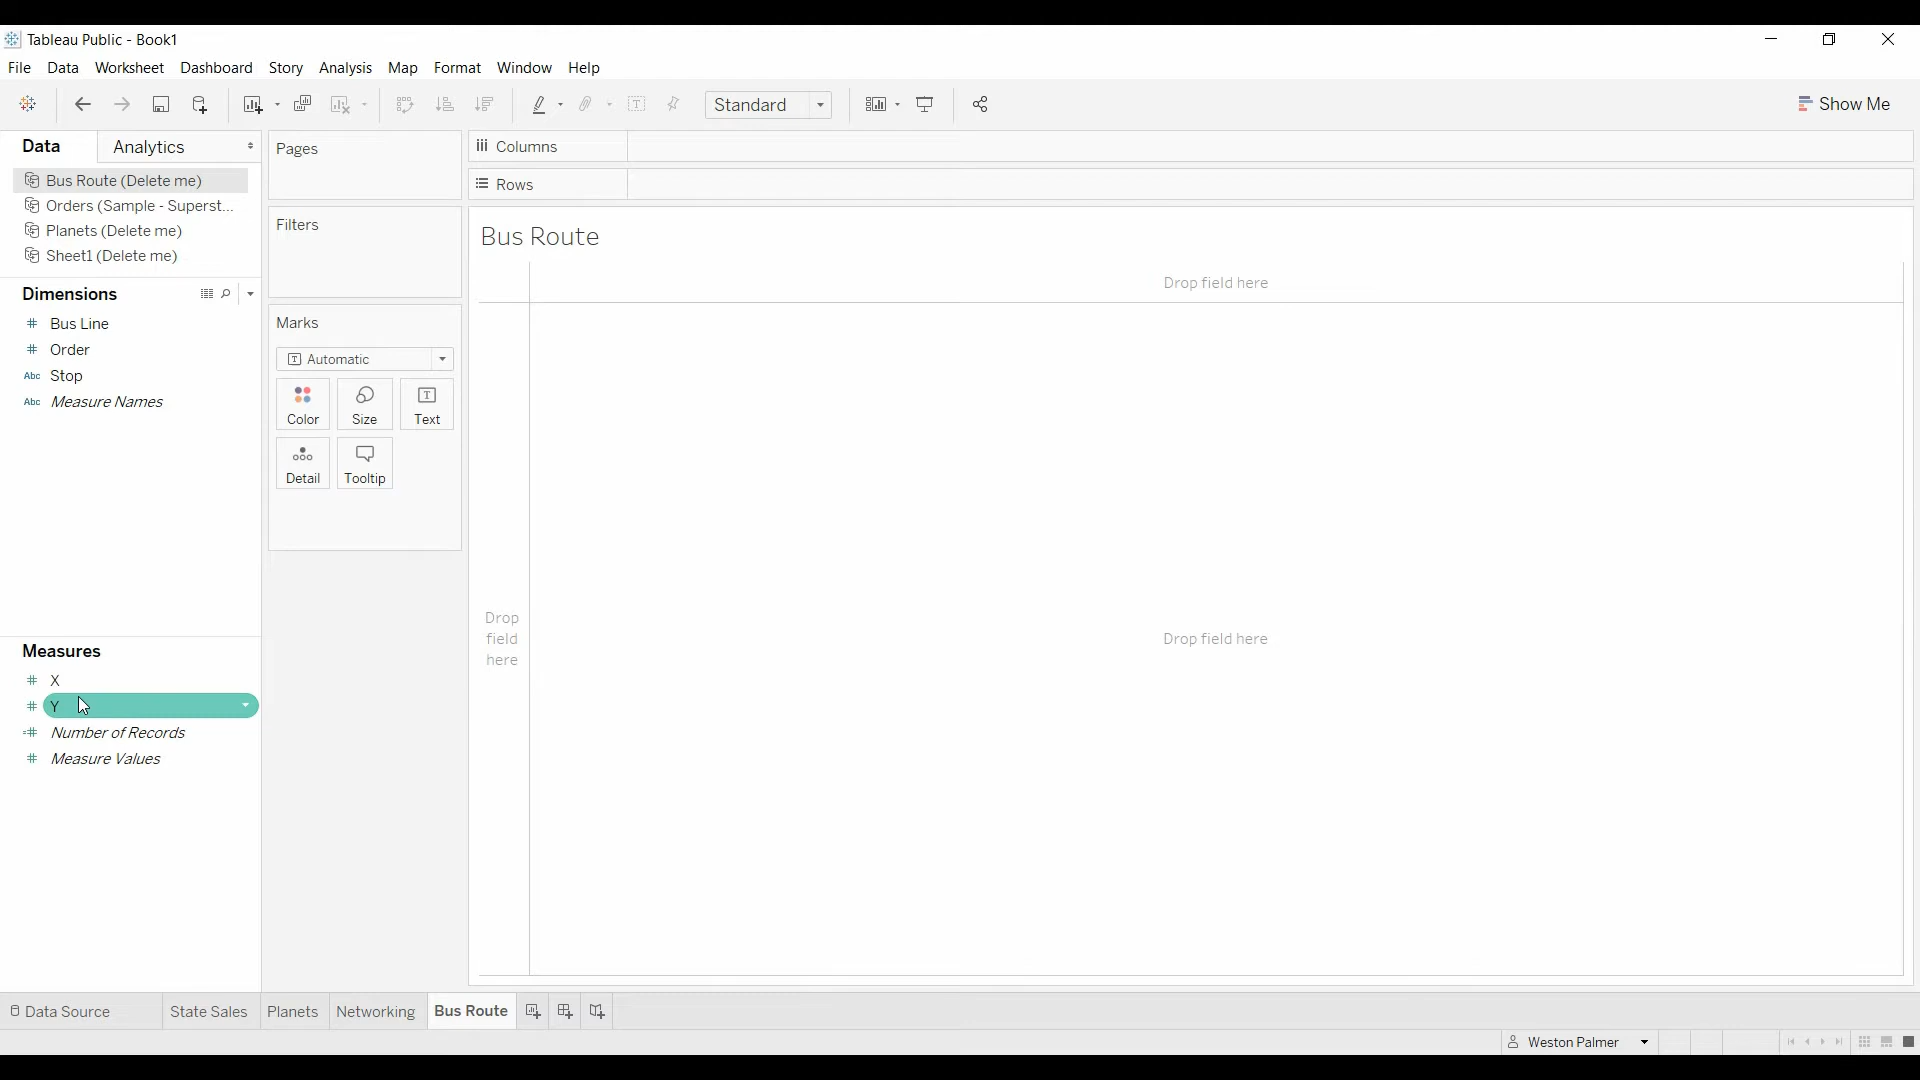 Tableau Public - Book1
File Data Worksheet Dashboard Story Analysis Map Format Window Help
Standard
Show Me
Data
Analytics
Bus Route (Delete me)
Orders (Sample - Superst...
Planets (Delete me)
Sheet1 (Delete me)
Dimensions
# Bus Line
# Order
Abc Stop
Abc Measure Names
Measures
# X
# Y
=# Number of Records
# Measure Values
Pages
Filters
Marks
T Automatic
Color
Size
T Text
Detail
Tooltip
Columns
Rows
Bus Route
Drop field here
Drop
field
here
Drop field here
Data Source
State Sales
Planets
Networking
Bus Route
Weston Palmer